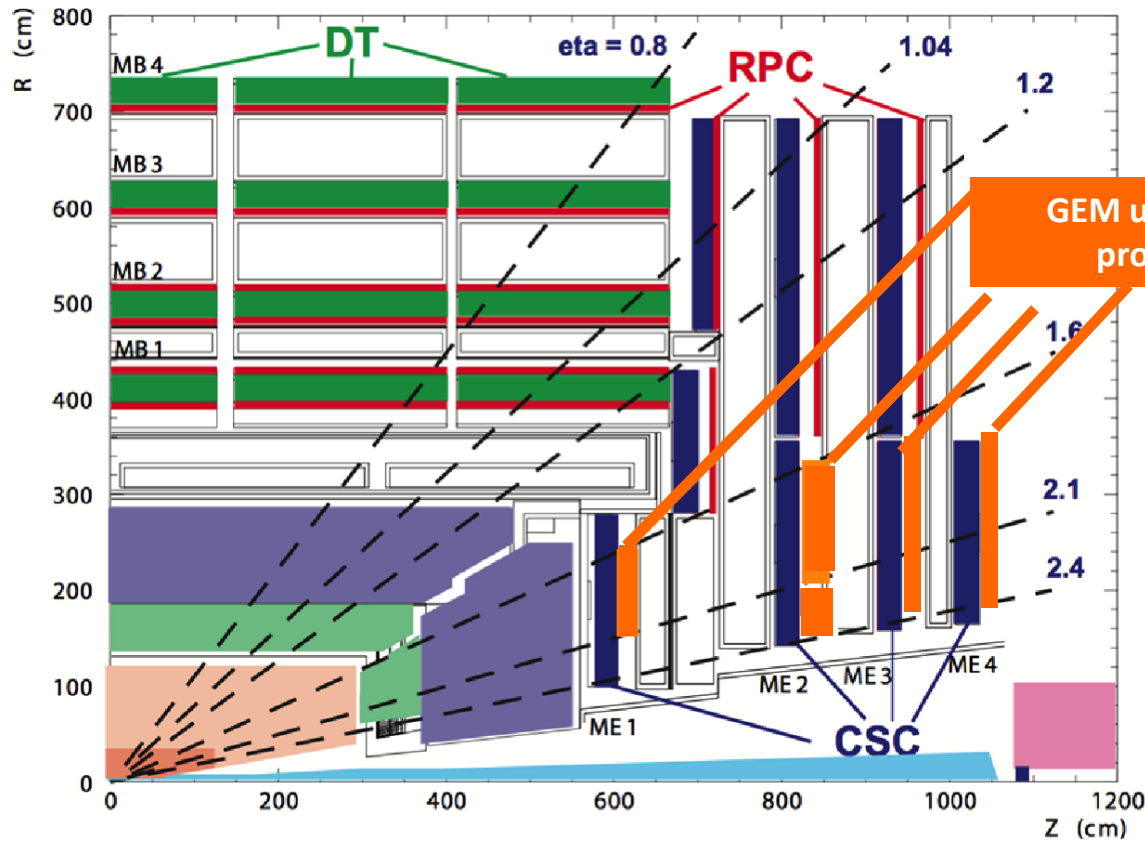 800
R (cm)
DT
eta = 0.8
1.04
MB 4
RPC
700
1.2
MB 3
600
GEM u
pro
MB 2
500
1.6
MB 1
400
300
2.1
200
2.4
100
ME 1
ME 2
ME 3
ME 4
CSC
0
0
200
400
600
800
1000
1200
Z (cm)